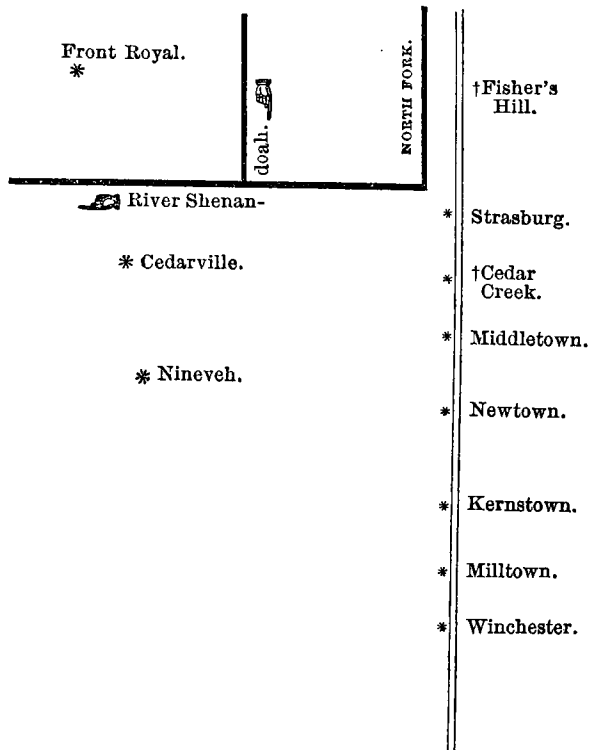 Front Royal.
*
doah.
NORTH FORK.
†Fisher's
Hill.
River Shenan-
* Strasburg.
* Cedarville.
* †Cedar
Creek.
* Middletown.
* Nineveh.
* Newtown.
* Kernstown.
* Milltown.
* Winchester.